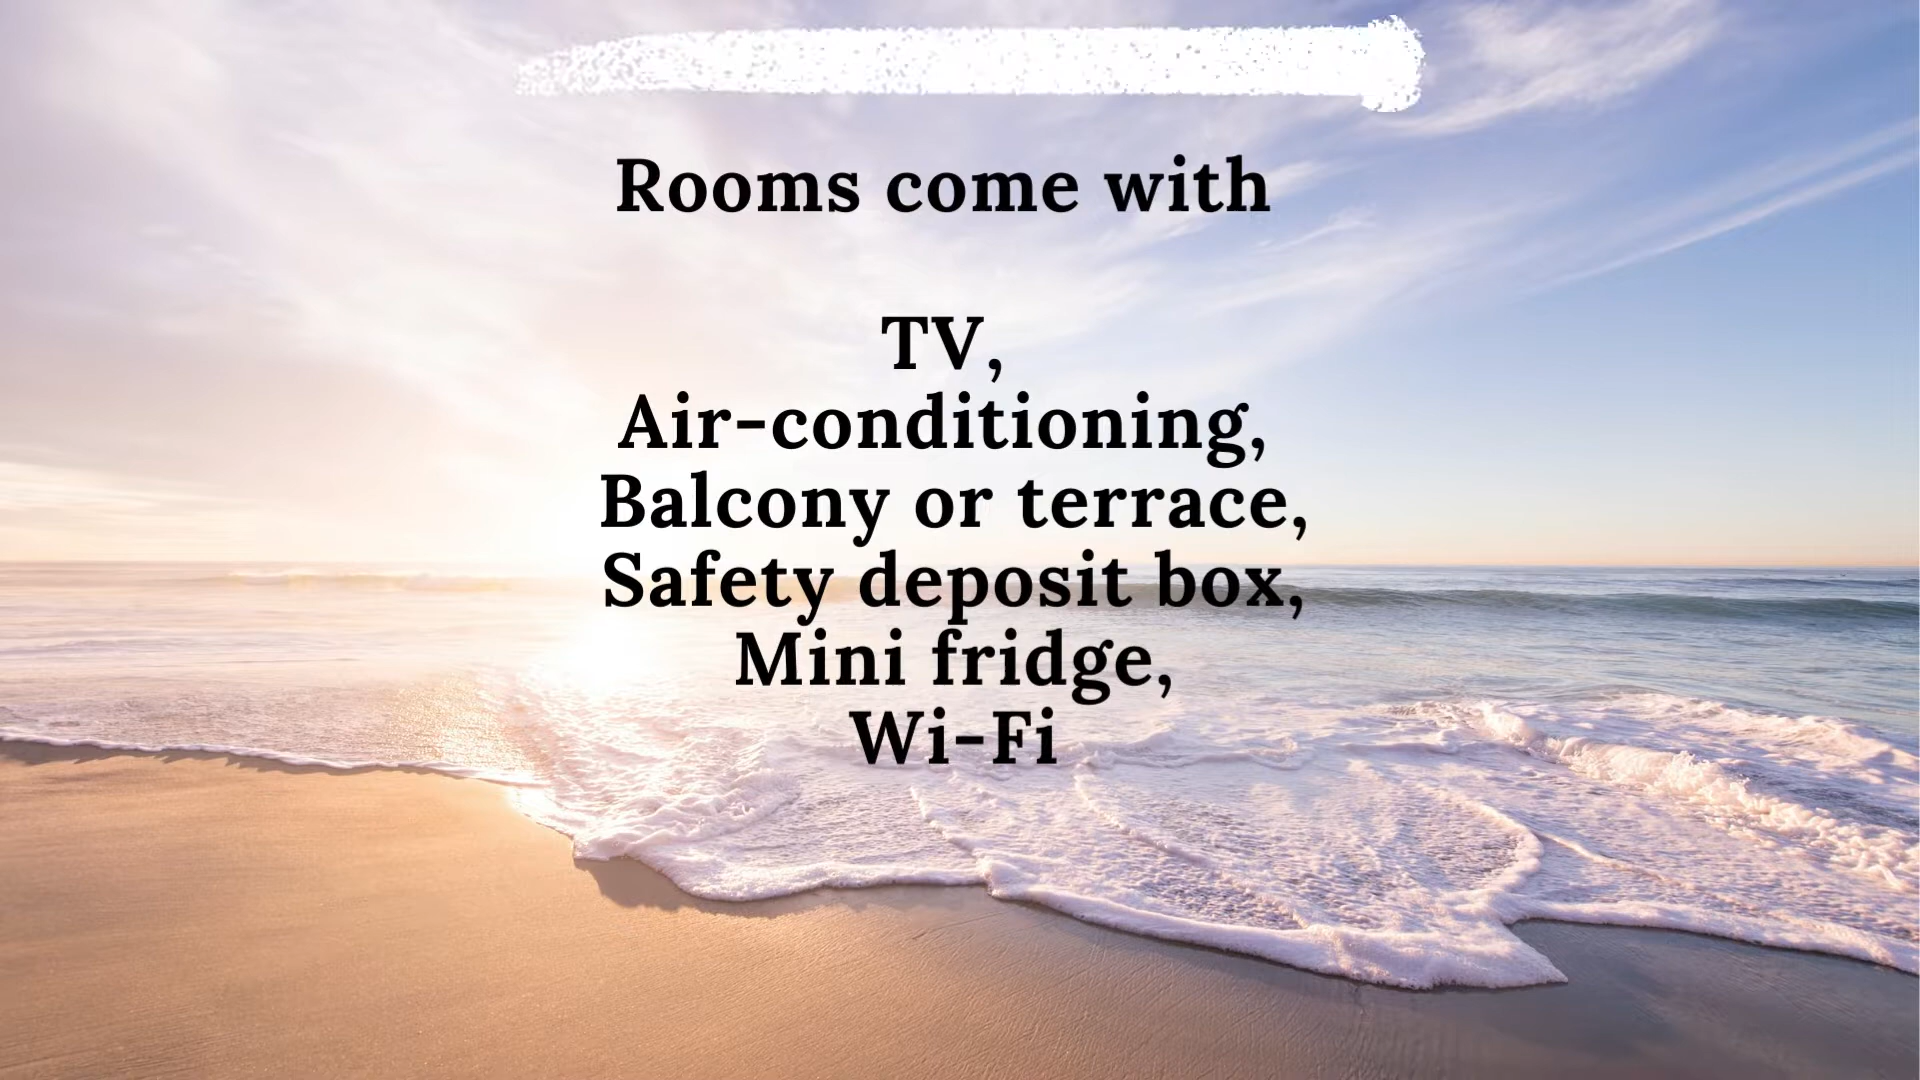 Rooms come with
TV,
Air-conditioning,
Balcony or terrace,
Safety deposit box,
Mini fridge,
Wi-Fi